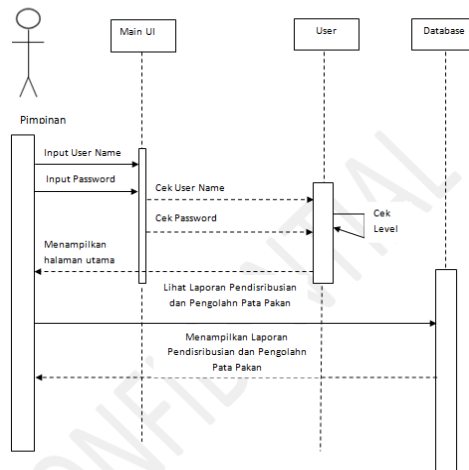 Main UI
User
Database
Pimpinan
Input User Name
Input Password
Cek User Name
Cek Password
Cek
Level
Menampilkan
halaman utama
Lihat Laporan Pendisribusian
dan Pengolahn Pata Pakan
Menampilkan Laporan
Pendisribusian dan Pengolahn
Pata Pakan
CONFIDENTIAL